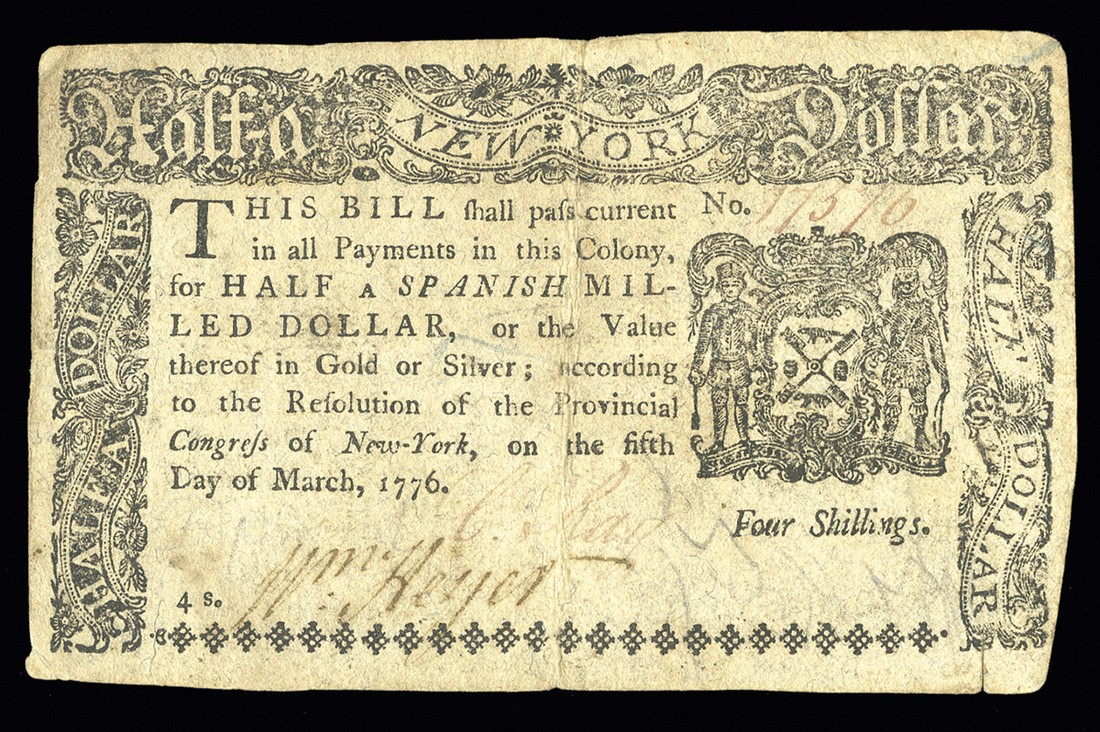 Half-a NEW YORK Dollar
HALF A DOLLAR
THIS BILL ſhall paſs current
in all Payments in this Colony,
for HALF A SPANISH MIL-
LED DOLLAR, or the Value
thereof in Gold or Silver; according
to the Reſolution of the Provincial
Congreſs of New-York, on the fifth
Day of March, 1776.
No.
Four Shillings.
Wm. Heyer
4 s.
HALF DOLLAR